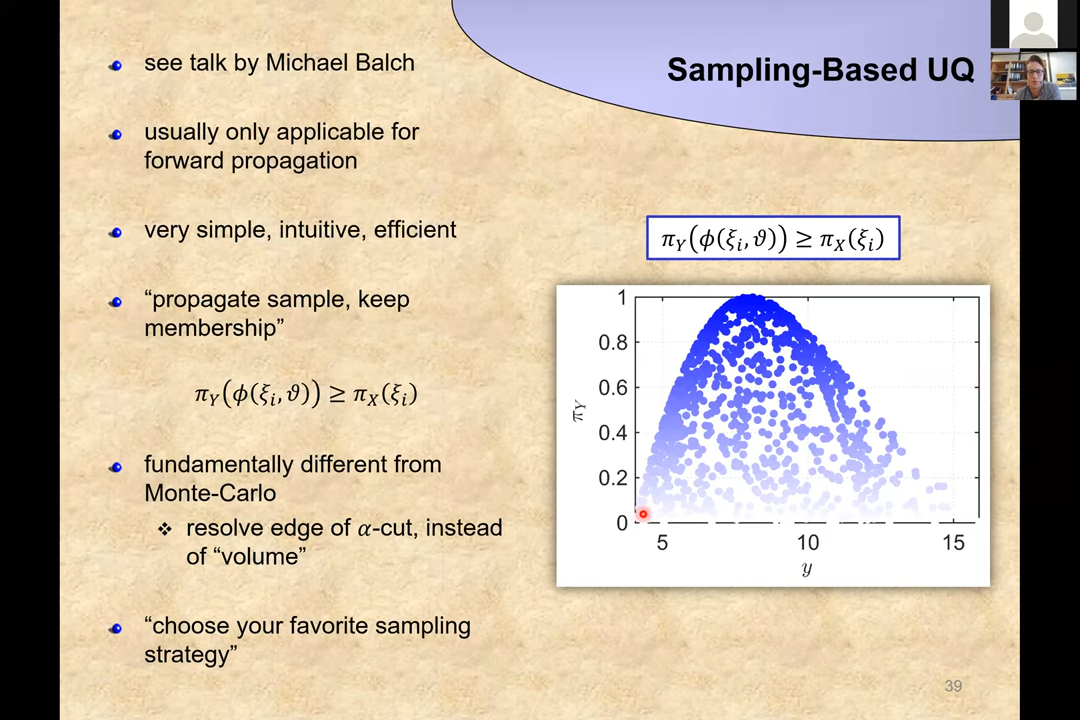 Sampling-Based UQ
see talk by Michael Balch
usually only applicable for
forward propagation
very simple, intuitive, efficient
“propagate sample, keep
membership”
π_Y(ϕ(ξ_i, ϑ)) ≥ π_X(ξ_i)
fundamentally different from
Monte-Carlo
resolve edge of α-cut, instead
of “volume”
“choose your favorite sampling
strategy”
π_Y(ϕ(ξ_i, ϑ)) ≥ π_X(ξ_i)
1
0.8
0.6
0.4
0.2
0
π_Y
5 10 15
y
39